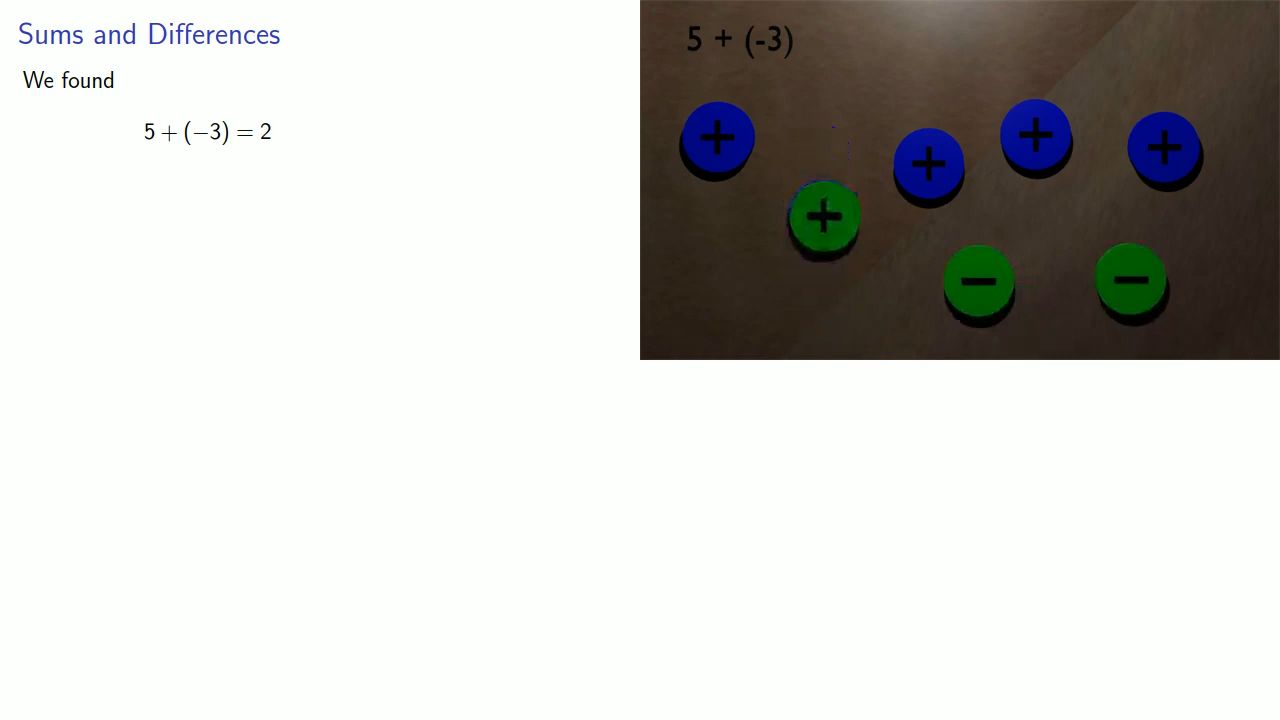 Sums and Differences
We found
5 + (−3) = 2
5 + (-3)
+ + + +
+
− −